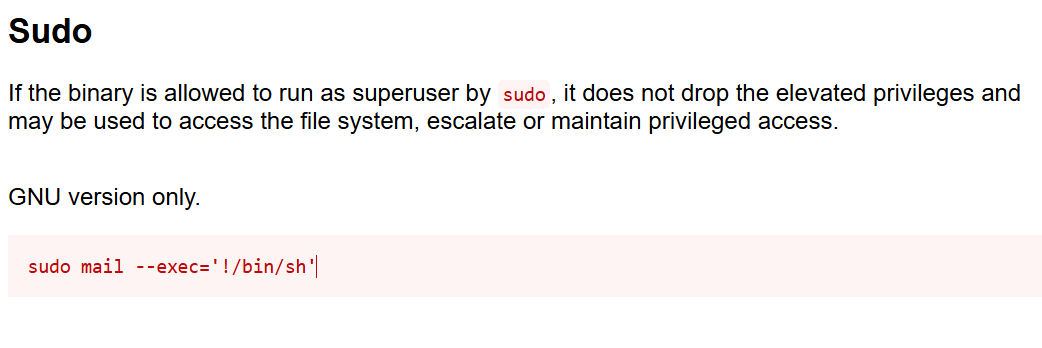 Sudo
If the binary is allowed to run as superuser by sudo, it does not drop the elevated privileges and
may be used to access the file system, escalate or maintain privileged access.
GNU version only.
sudo mail --exec='!/bin/sh'